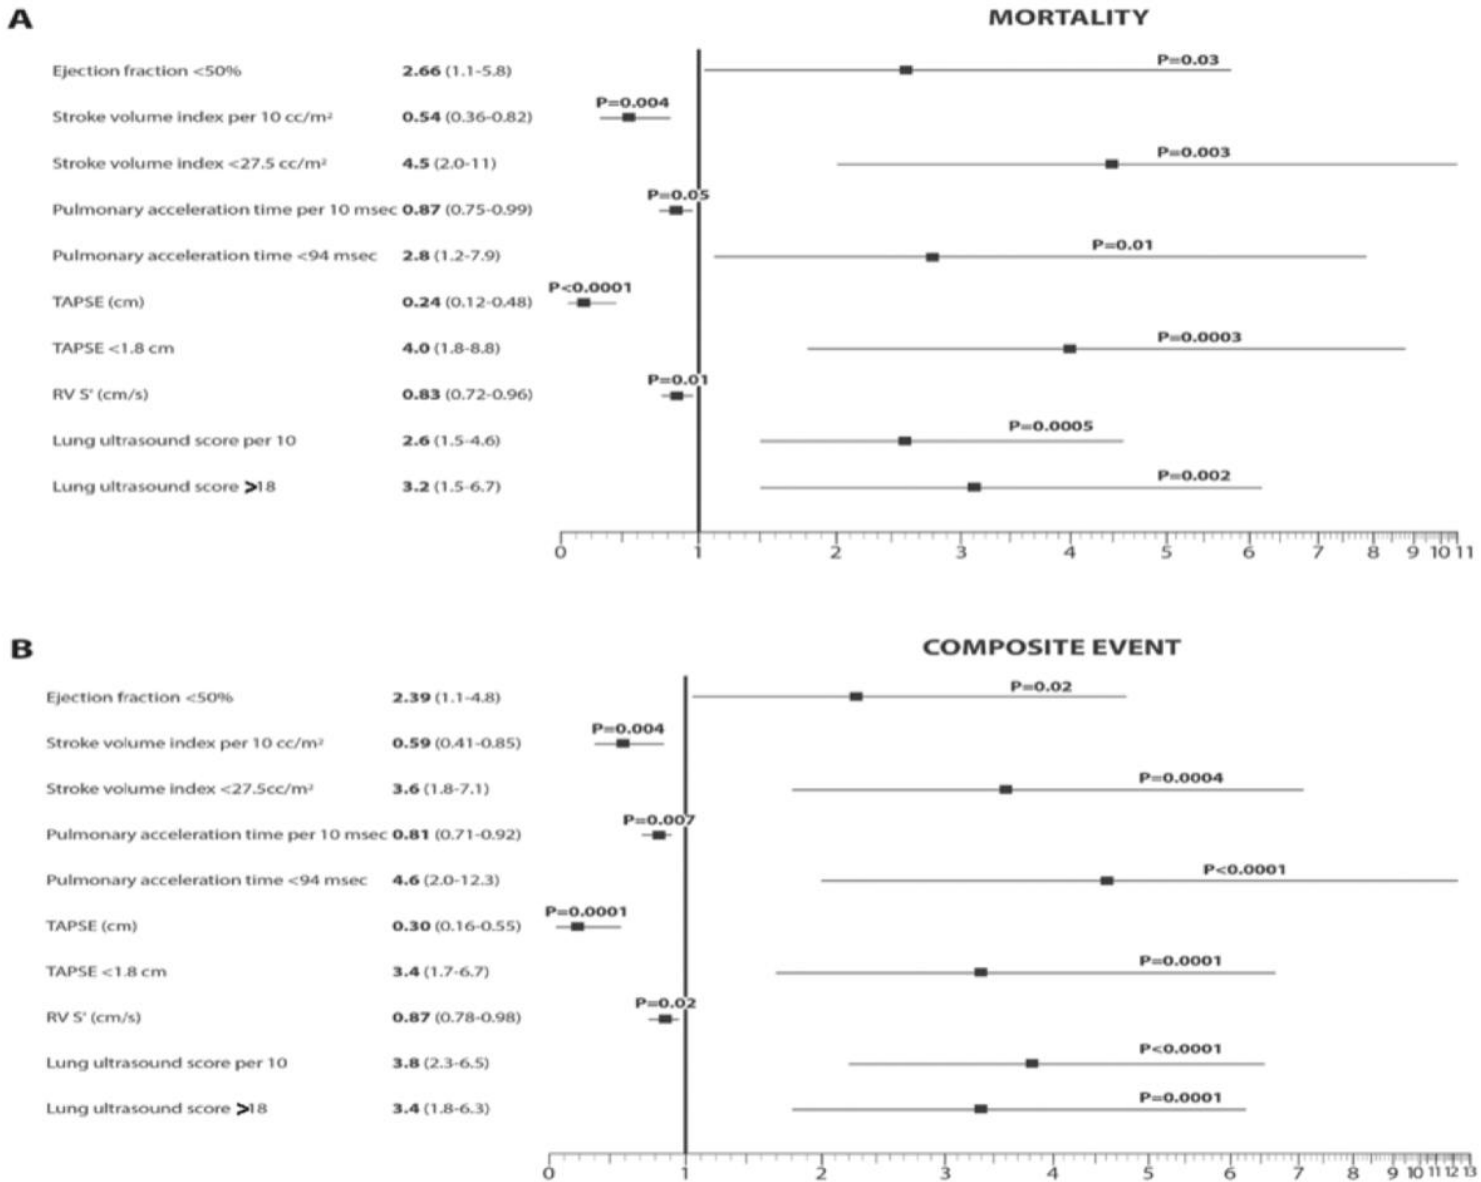 A
MORTALITY
Ejection fraction <50% 2.66 (1.1-5.8) P=0.03
Stroke volume index per 10 cc/m² 0.54 (0.36-0.82) P=0.004
Stroke volume index <27.5 cc/m² 4.5 (2.0-11) P=0.003
Pulmonary acceleration time per 10 msec 0.87 (0.75-0.99) P=0.05
Pulmonary acceleration time <94 msec 2.8 (1.2-7.9) P=0.01
TAPSE (cm) 0.24 (0.12-0.48) P<0.0001
TAPSE <1.8 cm 4.0 (1.8-8.8) P=0.0003
RV S' (cm/s) 0.83 (0.72-0.96) P=0.01
Lung ultrasound score per 10 2.6 (1.5-4.6) P=0.0005
Lung ultrasound score >18 3.2 (1.5-6.7) P=0.002
0 1 2 3 4 5 6 7 8 9 10 11
B
COMPOSITE EVENT
Ejection fraction <50% 2.39 (1.1-4.8) P=0.02
Stroke volume index per 10 cc/m² 0.59 (0.41-0.85) P=0.004
Stroke volume index <27.5cc/m² 3.6 (1.8-7.1) P=0.0004
Pulmonary acceleration time per 10 msec 0.81 (0.71-0.92) P=0.007
Pulmonary acceleration time <94 msec 4.6 (2.0-12.3) P<0.0001
TAPSE (cm) 0.30 (0.16-0.55) P=0.0001
TAPSE <1.8 cm 3.4 (1.7-6.7) P=0.0001
RV S' (cm/s) 0.87 (0.78-0.98) P=0.02
Lung ultrasound score per 10 3.8 (2.3-6.5) P<0.0001
Lung ultrasound score >18 3.4 (1.8-6.3) P=0.0001
0 1 2 3 4 5 6 7 8 9 10 11 12 13